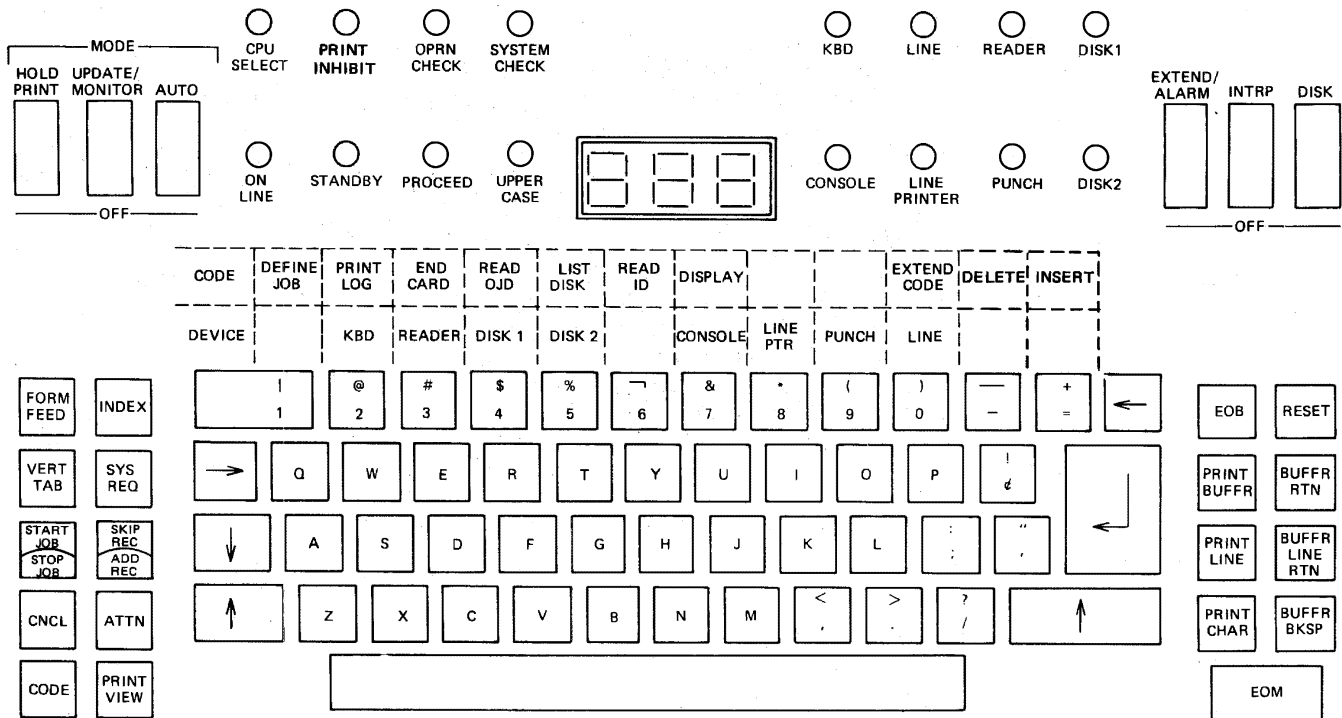 MODE
HOLD PRINT
UPDATE/ MONITOR
AUTO
OFF
CPU SELECT
PRINT INHIBIT
OPRN CHECK
SYSTEM CHECK
ON LINE
STANDBY
PROCEED
UPPER CASE
KBD
LINE
READER
DISK1
CONSOLE
LINE PRINTER
PUNCH
DISK2
EXTEND/ ALARM
INTRP
DISK
OFF
CODE DEFINE JOB PRINT LOG END CARD READ OJD LIST DISK READ ID DISPLAY EXTEND CODE DELETE INSERT
DEVICE KBD READER DISK 1 DISK 2 CONSOLE LINE PTR PUNCH LINE
FORM FEED
INDEX
VERT TAB
SYS REQ
START JOB
STOP JOB
SKIP REC
ADD REC
CNCL
ATTN
CODE
PRINT VIEW
| @ # $ % ¬ & * ( ) — +
1 2 3 4 5 6 7 8 9 0 - = ←
→ Q W E R T Y U I O P ! ¢
↓ A S D F G H J K L : ; " '
↑ Z X C V B N M < , > . ? / ↑
EOB
RESET
PRINT BUFFR
BUFFR RTN
PRINT LINE
BUFFR LINE RTN
PRINT CHAR
BUFFR BKSP
EOM